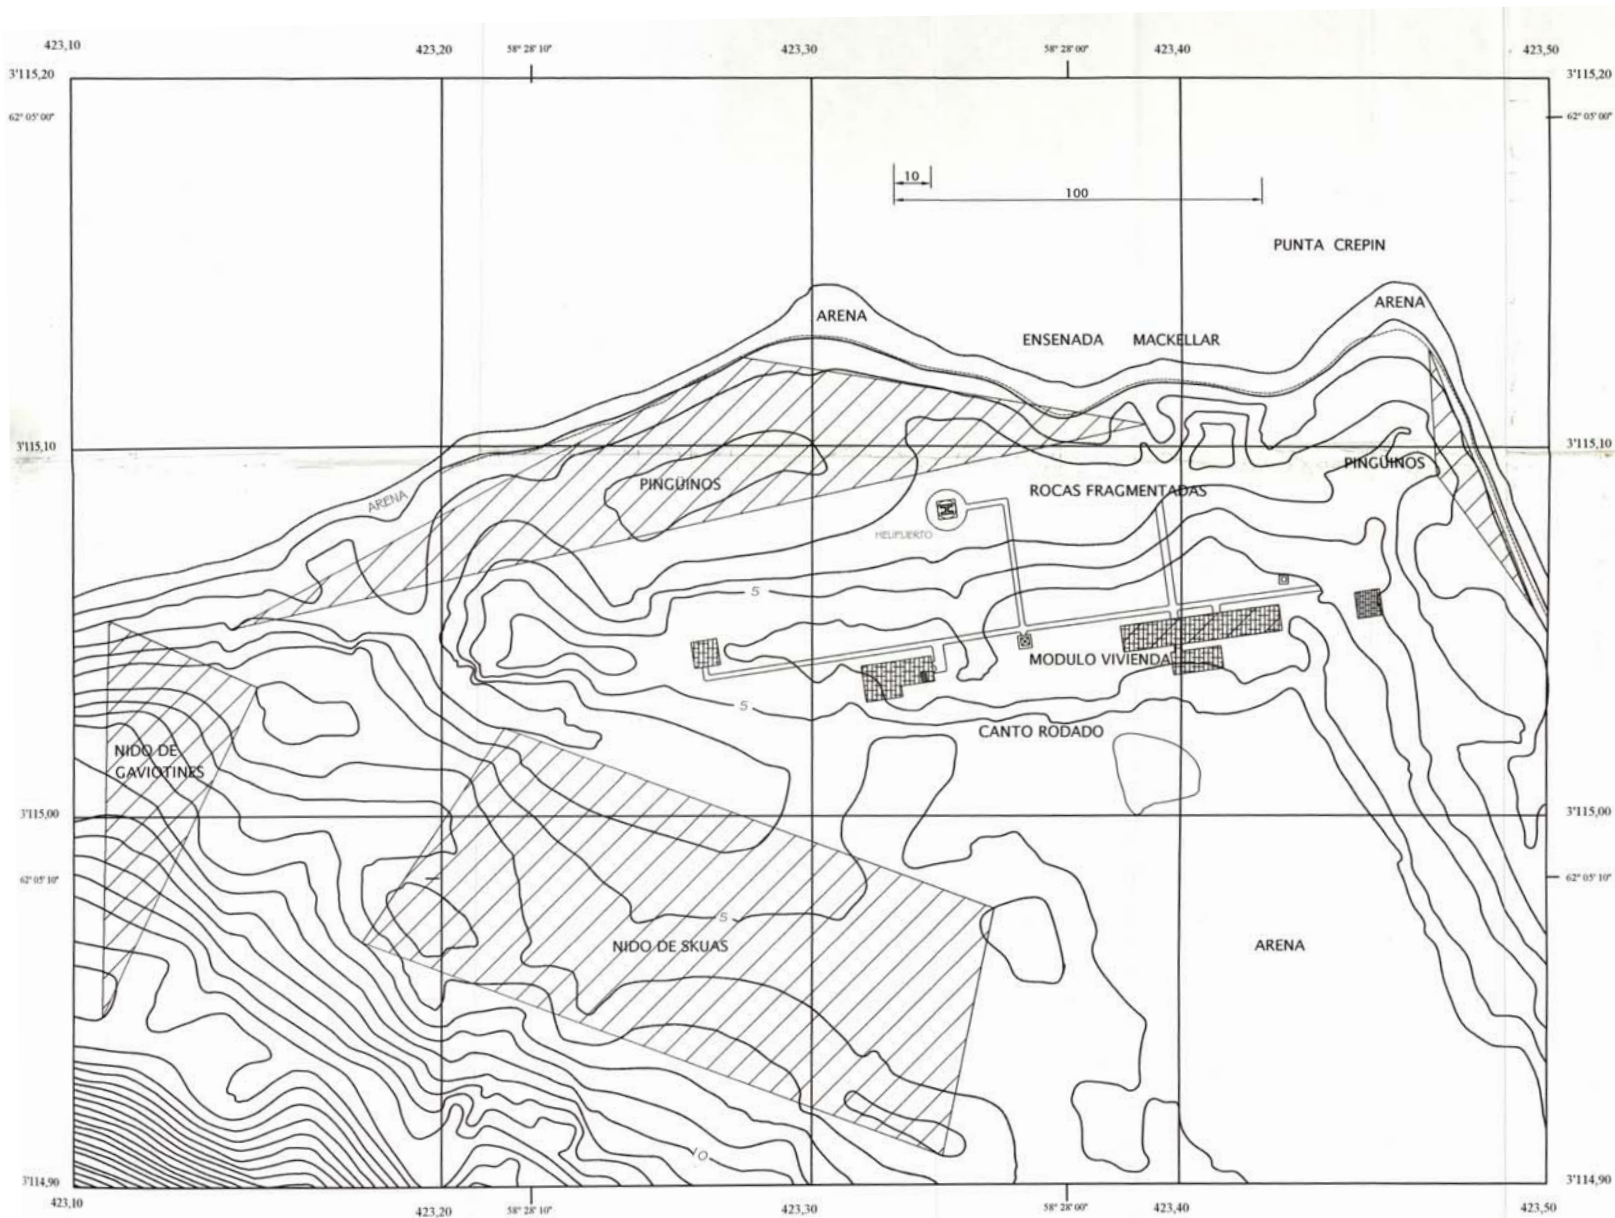 423,10
423,20
58° 28' 10"
423,30
58° 28' 00"
423,40
423,50
3'115,20
3'115,20
62° 05' 00"
62° 05' 00"
10
100
PUNTA CREPIN
ARENA
ARENA
ENSENADA MACKELLAR
3'115,10
3'115,10
PINGÜINOS
PINGÜINOS
ROCAS FRAGMENTADAS
ARENA
HELIPUERTO
5
MODULO VIVIENDA
5
CANTO RODADO
NIDO DE
GAVIOTINES
3'115,00
3'115,00
62° 05' 10"
62° 05' 10"
5
NIDO DE SKUAS
ARENA
10
3'114,90
3'114,90
423,10
423,20
58° 28' 10"
423,30
58° 28' 00"
423,40
423,50